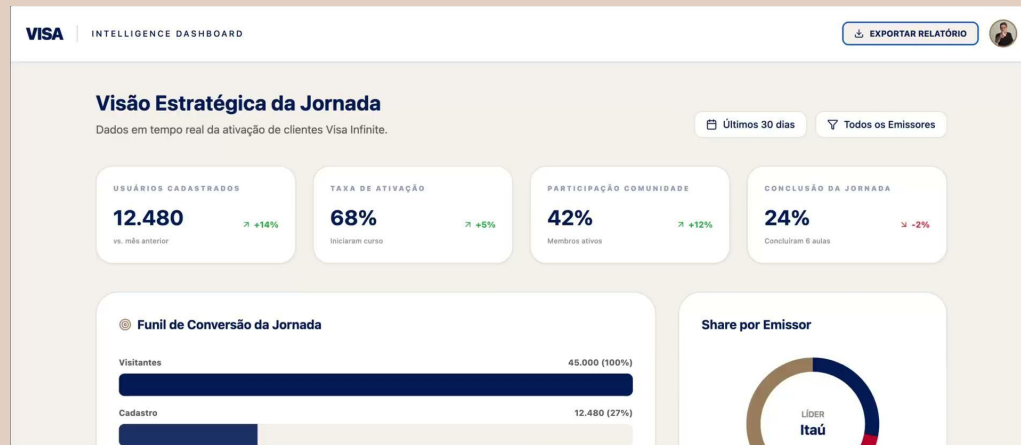 VISA
INTELLIGENCE DASHBOARD
EXPORTAR RELATÓRIO
Visão Estratégica da Jornada
Dados em tempo real da ativação de clientes Visa Infinite.
Últimos 30 dias
Todos os Emissores
USUÁRIOS CADASTRADOS
12.480
+14%
vs. mês anterior
TAXA DE ATIVAÇÃO
68%
+5%
Iniciaram curso
PARTICIPAÇÃO COMUNIDADE
42%
+12%
Membros ativos
CONCLUSÃO DA JORNADA
24%
-2%
Concluíram 6 aulas
Funil de Conversão da Jornada
Visitantes
45.000 (100%)
Cadastro
12.480 (27%)
Share por Emissor
LÍDER
Itaú